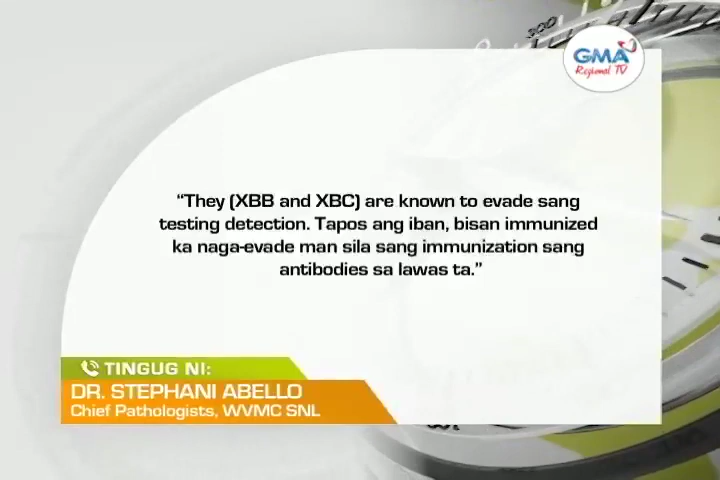 GMA
Regional TV
“They (XBB and XBC) are known to evade sang
testing detection. Tapos ang iban, bisan immunized
ka naga-evade man sila sang immunization sang
antibodies sa lawas ta.”
TINGUG NI:
DR. STEPHANI ABELLO
Chief Pathologists, WVMC SNL